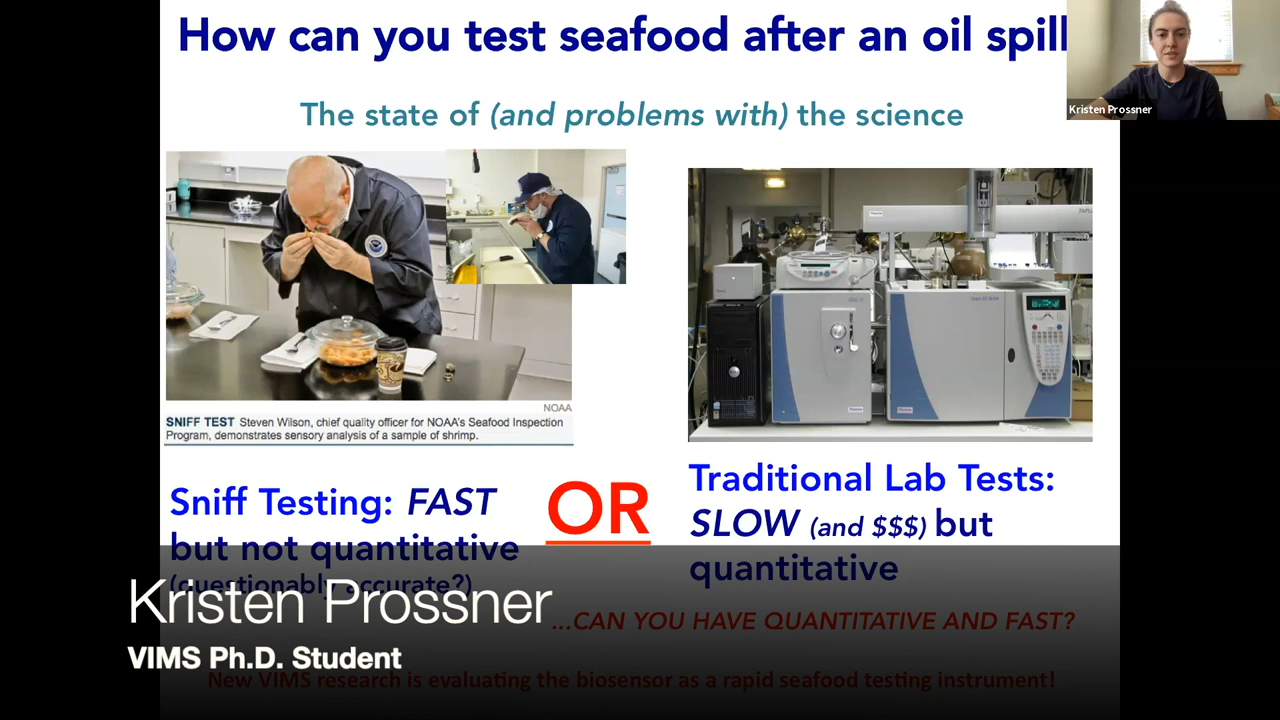 How can you test seafood after an oil spill
Kristen Prossner
The state of (and problems with) the science
NOAA
SNIFF TEST Steven Wilson, chief quality officer for NOAA's Seafood Inspection
Program, demonstrates sensory analysis of a sample of shrimp.
Sniff Testing: FAST
but not quantitative
(questionably accurate?)
OR
Traditional Lab Tests:
SLOW (and $$$) but
quantitative
...CAN YOU HAVE QUANTITATIVE AND FAST?
Kristen Prossner
VIMS Ph.D. Student
New VIMS research is evaluating the biosensor as a rapid seafood testing instrument!